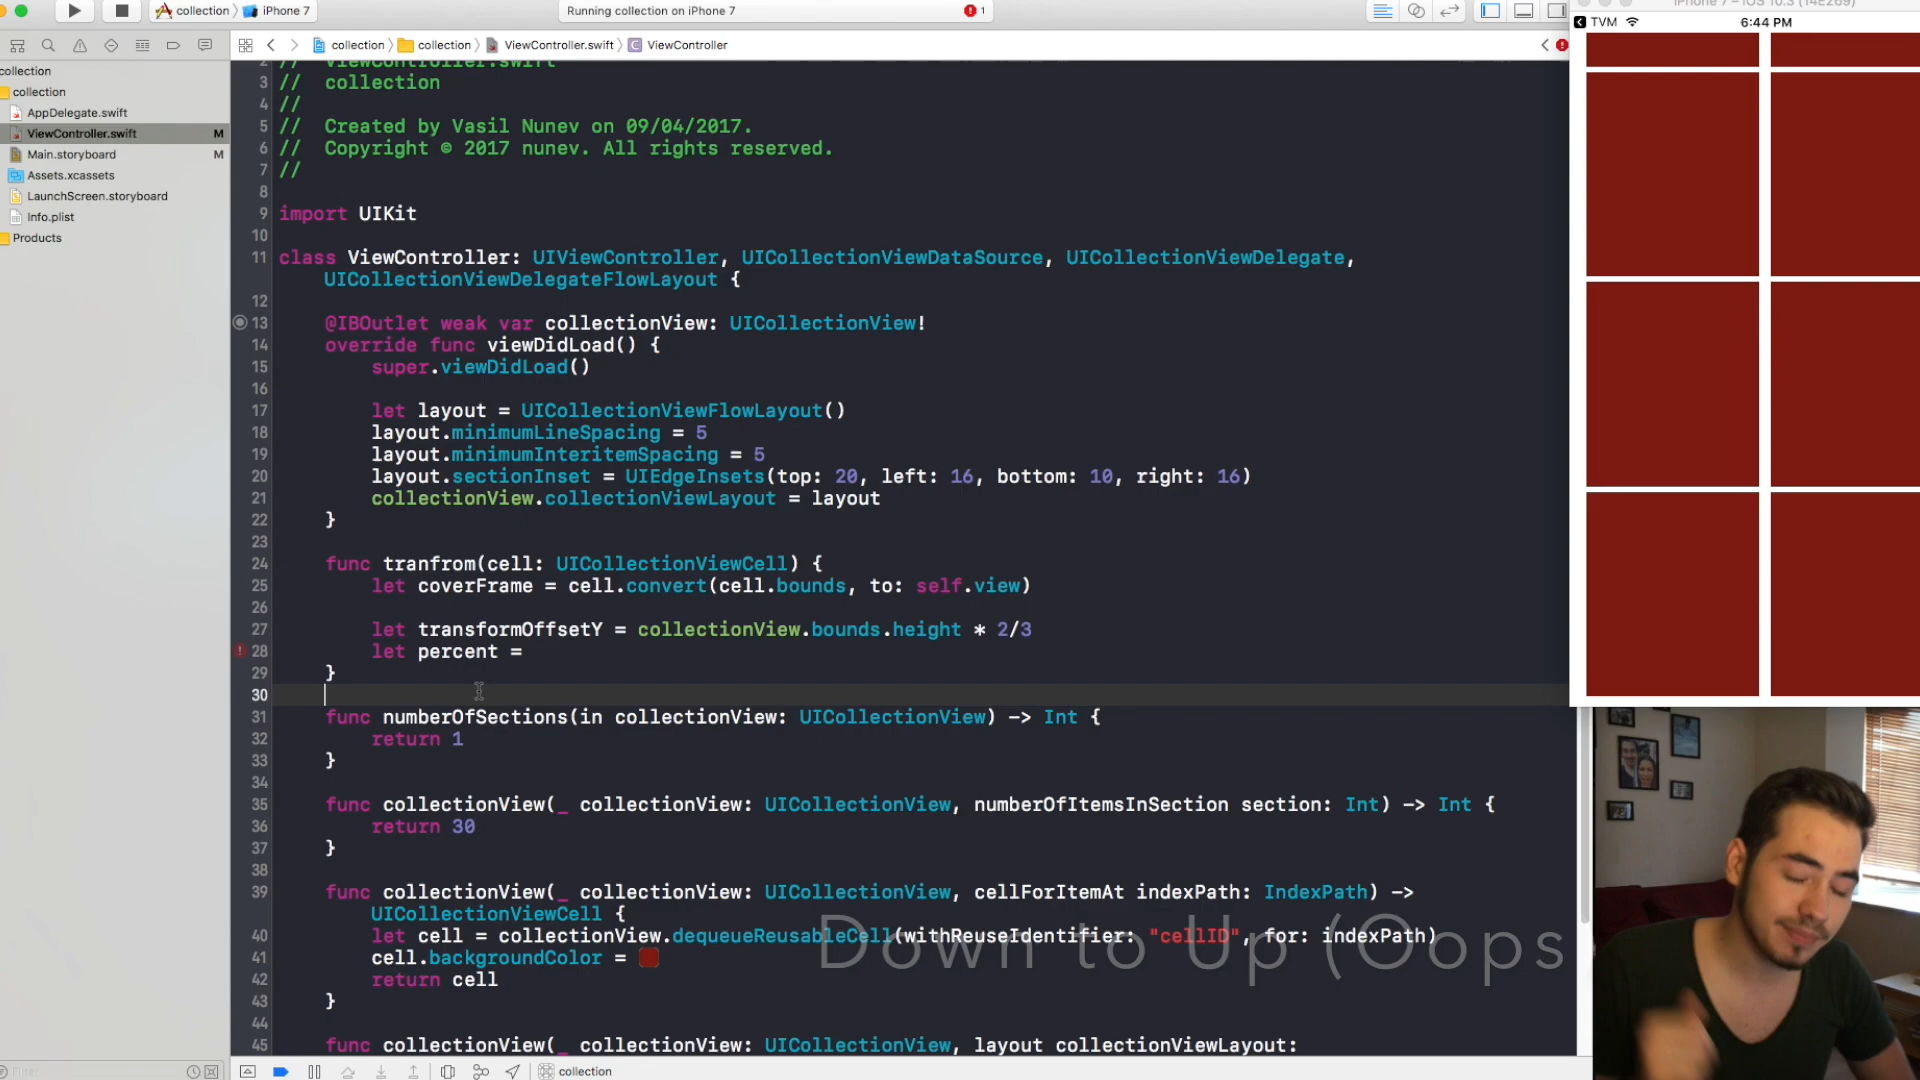 collection
iPhone 7
Running collection on iPhone 7
1
iPhone 7 – iOS 10.3 (14E269)
TVM
6:44 PM
collection
collection
ViewController.swift
ViewController
collection
collection
AppDelegate.swift
ViewController.swift M
Main.storyboard M
Assets.xcassets
LaunchScreen.storyboard
Info.plist
Products
2 // ViewController.swift
3 // collection
4 //
5 // Created by Vasil Nunev on 09/04/2017.
6 // Copyright © 2017 nunev. All rights reserved.
7 //
8
9 import UIKit
10
11 class ViewController: UIViewController, UICollectionViewDataSource, UICollectionViewDelegate,
UICollectionViewDelegateFlowLayout {
12
13 @IBOutlet weak var collectionView: UICollectionView!
14 override func viewDidLoad() {
15 super.viewDidLoad()
16
17 let layout = UICollectionViewFlowLayout()
18 layout.minimumLineSpacing = 5
19 layout.minimumInteritemSpacing = 5
20 layout.sectionInset = UIEdgeInsets(top: 20, left: 16, bottom: 10, right: 16)
21 collectionView.collectionViewLayout = layout
22 }
23
24 func tranfrom(cell: UICollectionViewCell) {
25 let coverFrame = cell.convert(cell.bounds, to: self.view)
26
27 let transformOffsetY = collectionView.bounds.height * 2/3
28 let percent =
29 }
30
31 func numberOfSections(in collectionView: UICollectionView) -> Int {
32 return 1
33 }
34
35 func collectionView(_ collectionView: UICollectionView, numberOfItemsInSection section: Int) -> Int {
36 return 30
37 }
38
39 func collectionView(_ collectionView: UICollectionView, cellForItemAt indexPath: IndexPath) ->
UICollectionViewCell {
40 let cell = collectionView.dequeueReusableCell(withReuseIdentifier: "cellID", for: indexPath)
41 cell.backgroundColor =
42 return cell
43 }
44
45 func collectionView(_ collectionView: UICollectionView, layout collectionViewLayout:
Down to Up (Oops
Filter
collection